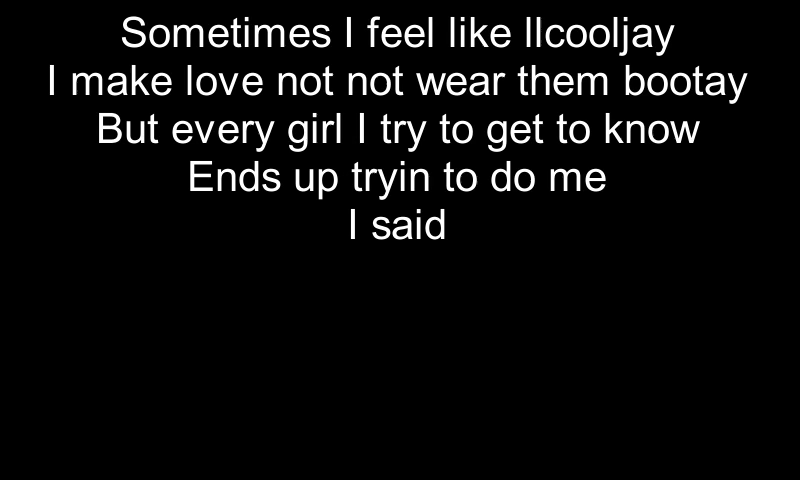 Sometimes I feel like llcooljay
I make love not not wear them bootay
But every girl I try to get to know
Ends up tryin to do me
I said